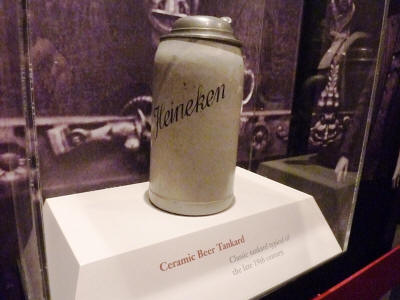 Heineken
Ceramic Beer Tankard
Classic tankard typical of
the late 19th century.